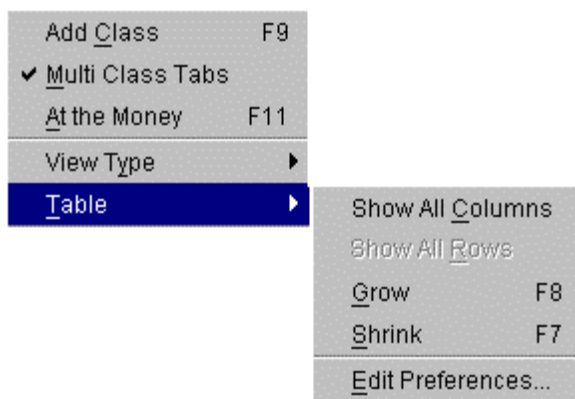 Add Class F9
Multi Class Tabs
At the Money F11
View Type
Table
Show All Columns
Show All Rows
Grow F8
Shrink F7
Edit Preferences...